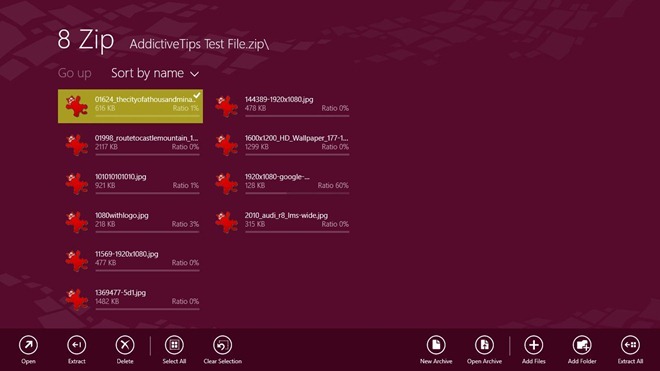 8 Zip AddictiveTips Test File.zip\
Go up Sort by name
01624_thecityofathousandmina...
616 KB Ratio 1%
144389-1920x1080.jpg
478 KB Ratio 0%
01998_routetocastlemountain_1...
2117 KB Ratio 0%
1600x1200_HD_Wallpaper_177-1...
1299 KB Ratio 0%
101010101010.jpg
921 KB Ratio 1%
1920x1080-google-...
128 KB Ratio 60%
1080withlogo.jpg
218 KB Ratio 3%
2010_audi_r8_lms-wide.jpg
315 KB Ratio 0%
11569-1920x1080.jpg
477 KB Ratio 0%
1369477-5d1.jpg
1482 KB Ratio 0%
Open Extract Delete Select All Clear Selection New Archive Open Archive Add Files Add Folder Extract All